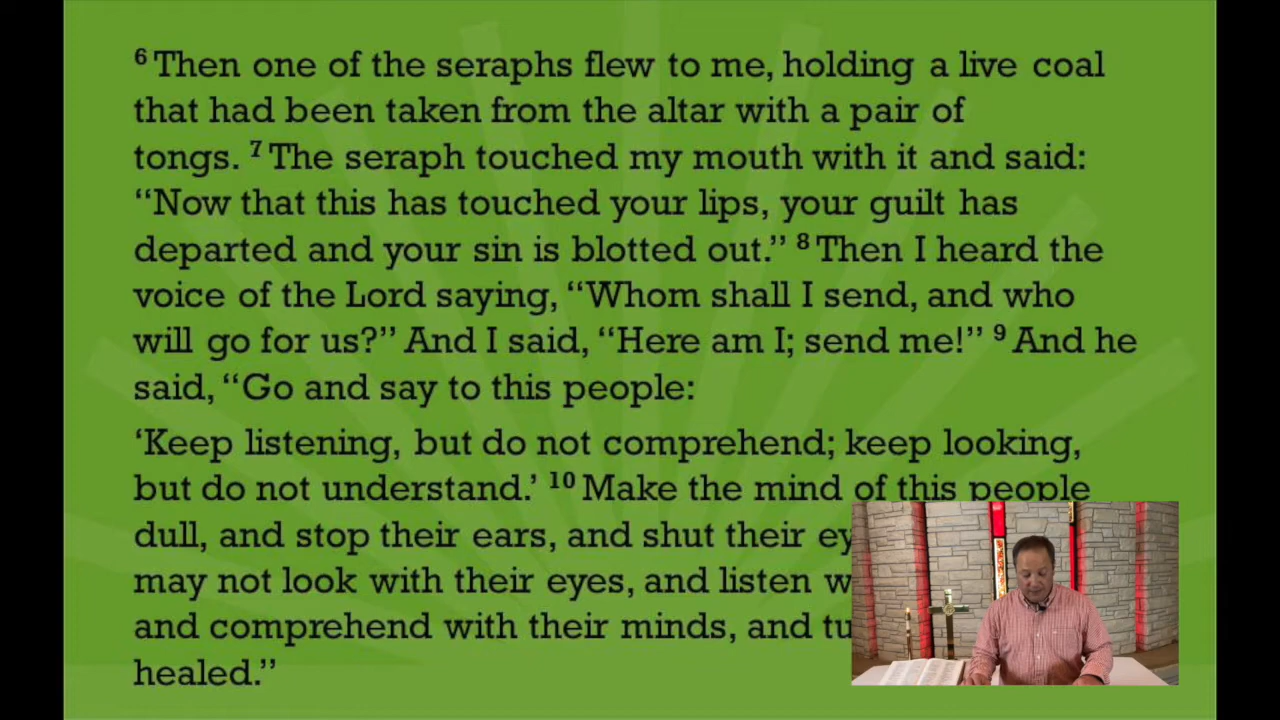 6 Then one of the seraphs flew to me, holding a live coal
that had been taken from the altar with a pair of
tongs. 7 The seraph touched my mouth with it and said:
“Now that this has touched your lips, your guilt has
departed and your sin is blotted out.” 8 Then I heard the
voice of the Lord saying, “Whom shall I send, and who
will go for us?” And I said, “Here am I; send me!” 9 And he
said, “Go and say to this people:
‘Keep listening, but do not comprehend; keep looking,
but do not understand.’ 10 Make the mind of this people
dull, and stop their ears, and shut their
may not look with their eyes, and listen
and comprehend with their minds, and
healed.”